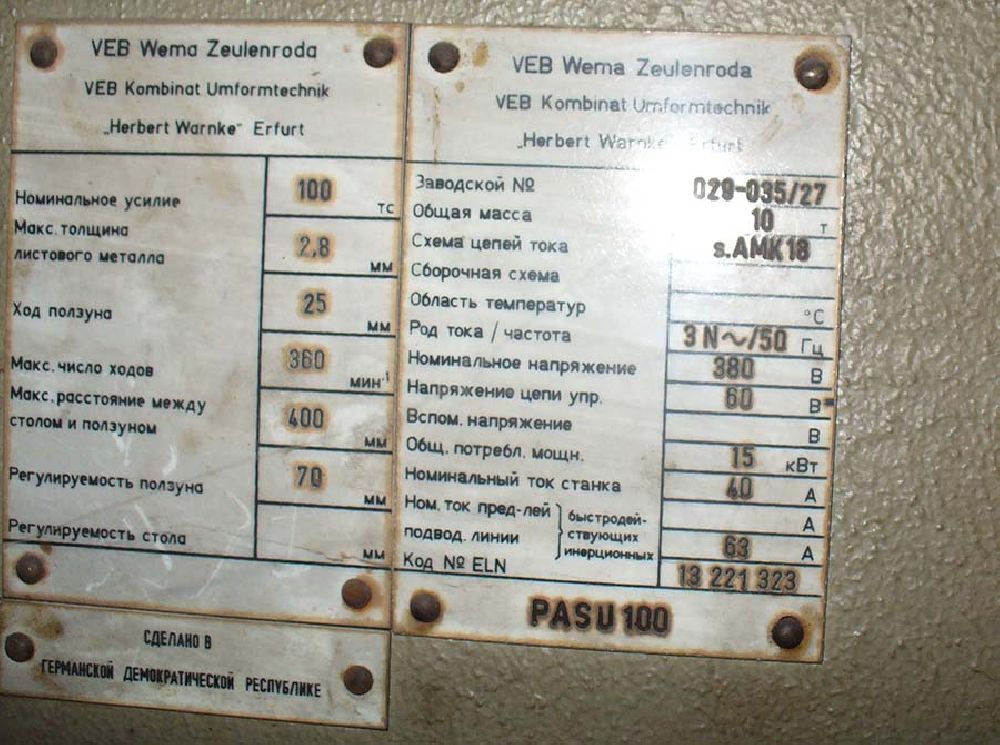 VEB Wema Zeulenroda
VEB Kombinat Umformtechnik
„Herbert Warnke" Erfurt
Номинальное усилие 100 тс
Макс. толщина
листового металла 2,8 мм
Ход ползуна 25 мм
Макс. число ходов 360 мин⁻¹
Макс. расстояние между
столом и ползуном 400 мм
Регулируемость ползуна 70 мм
Регулируемость стола мм
СДЕЛАНО В
ГЕРМАНСКОЙ ДЕМОКРАТИЧЕСКОЙ РЕСПУБЛИКЕ
VEB Wema Zeulenroda
VEB Kombinat Umformtechnik
„Herbert Warnke" Erfurt
Заводской № 029-035/27
Общая масса 10 т
Схема цепей тока s.AMK18
Сборочная схема
Область температур °C
Род тока / частота 3 N~/50 Гц
Номинальное напряжение 380 В
Напряжение цепи упр. 60 В=
Вспом. напряжение В
Общ. потребл. мощн. 15 кВт
Номинальный ток станка 40 А
Ном. ток пред-лей быстродей- А
подвод. линии ствующих
инерционных 63 А
Код № ELN 13 221 323
PASU 100